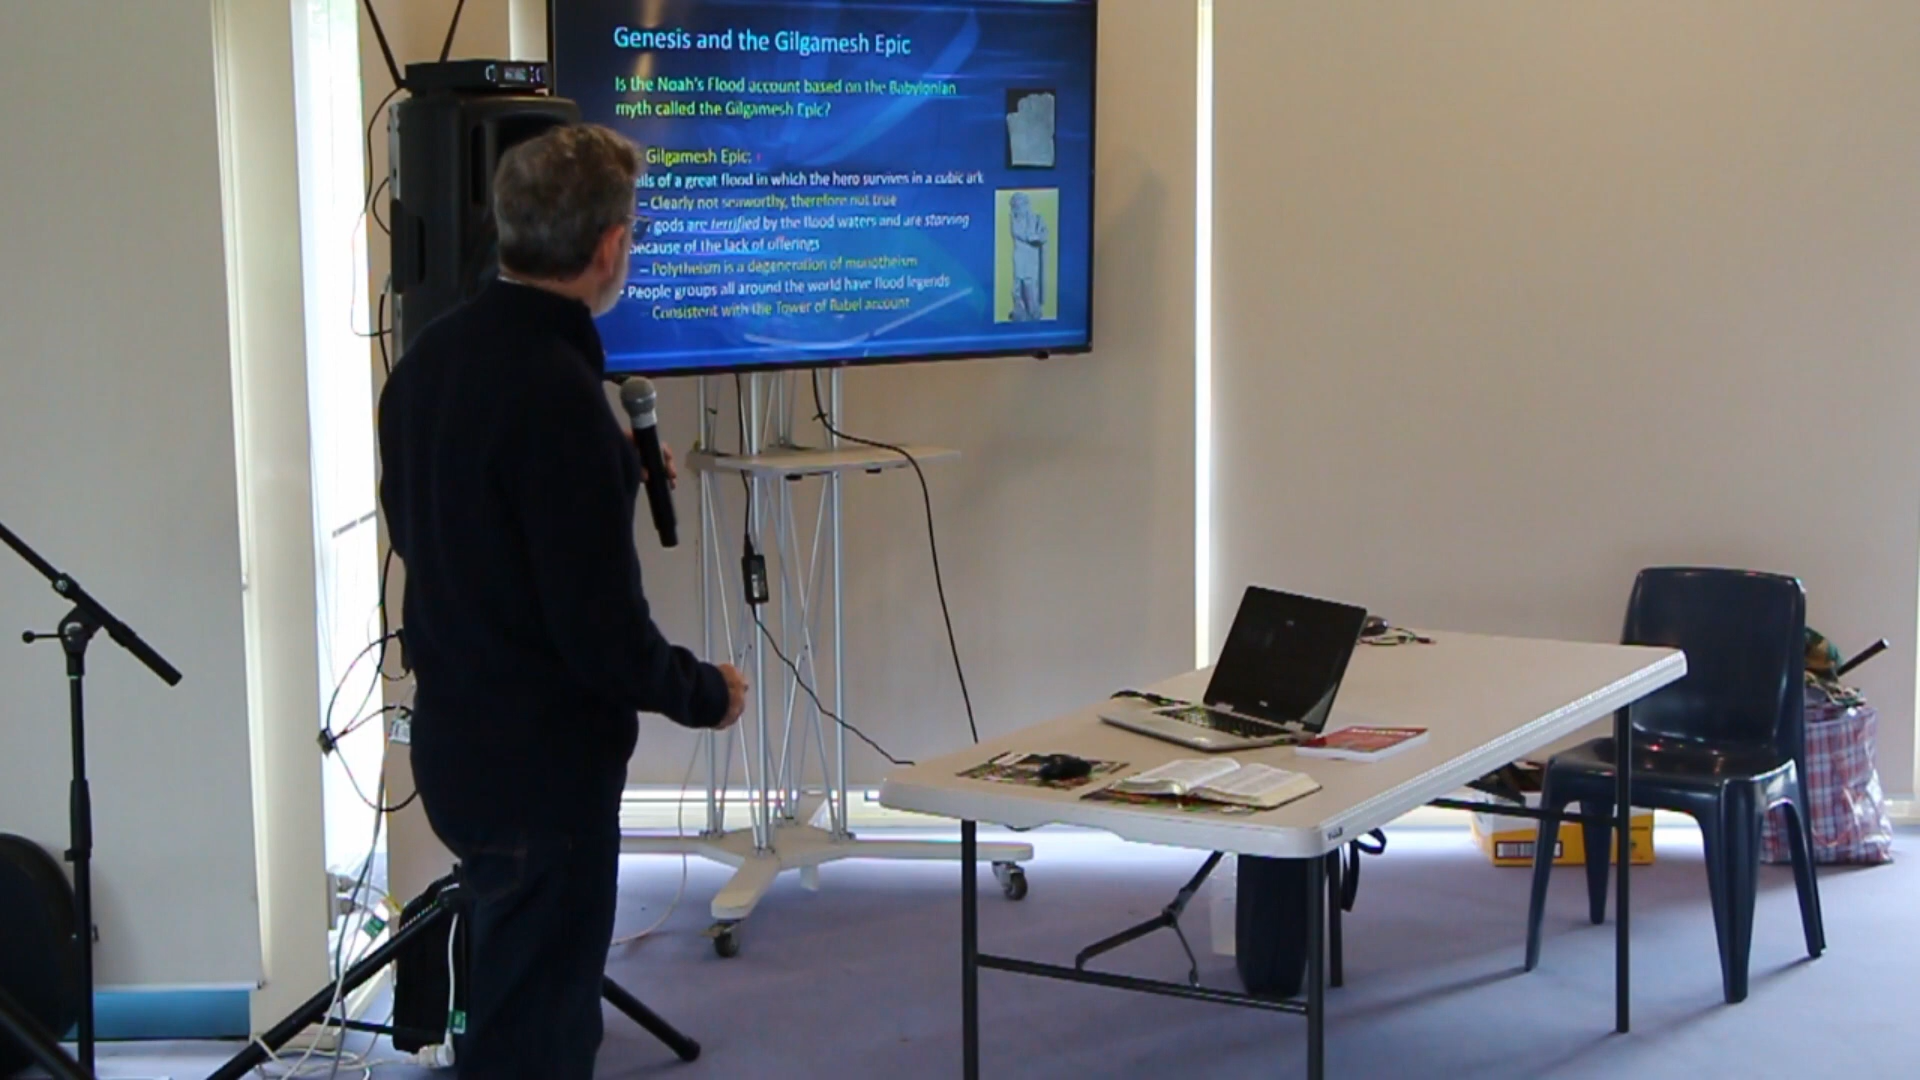 Genesis and the Gilgamesh Epic
Is the Noah's Flood account based on the Babylonian
myth called the Gilgamesh Epic?
Gilgamesh Epic:
of a great flood in which the hero survives in a cubic ark
– Clearly not seaworthy, therefore not true
gods are terrified by the flood waters and are starving
because of the lack of offerings
– Polytheism is a degeneration of monotheism
• People groups all around the world have flood legends
– Consistent with the Tower of Babel account